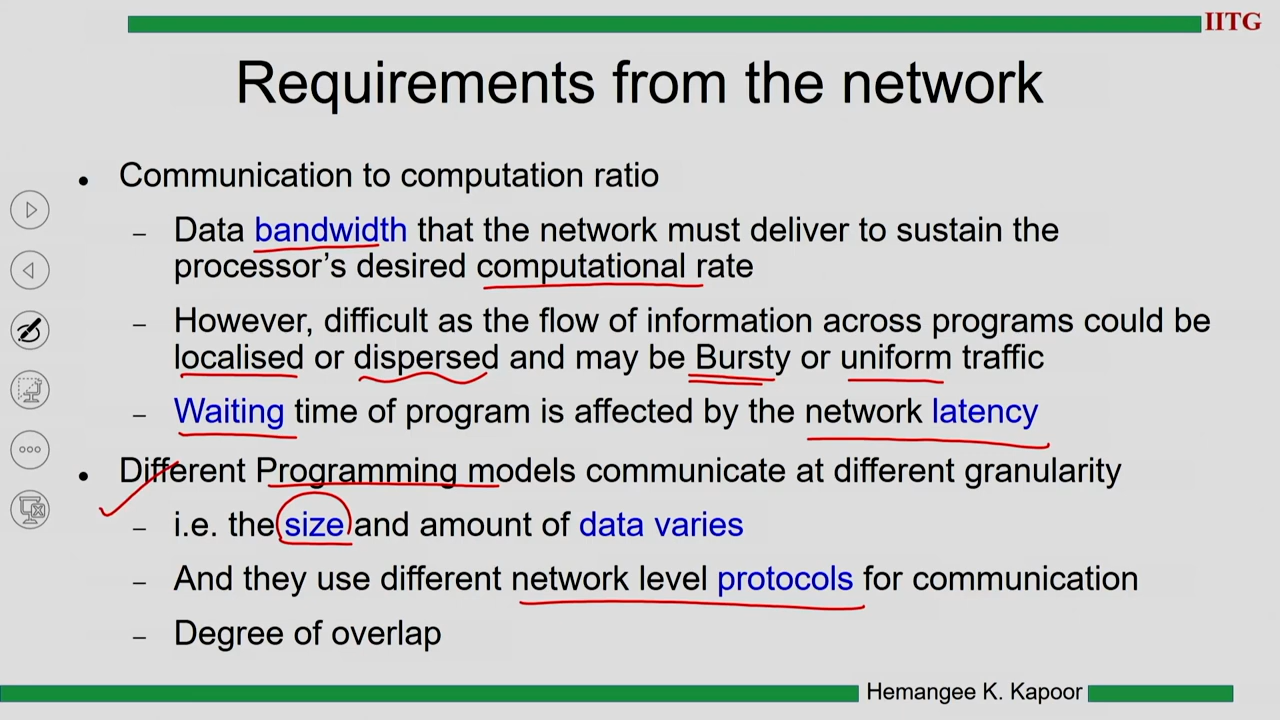 IITG
Requirements from the network
● Communication to computation ratio
– Data bandwidth that the network must deliver to sustain the
processor's desired computational rate
– However, difficult as the flow of information across programs could be
localised or dispersed and may be Bursty or uniform traffic
– Waiting time of program is affected by the network latency
● Different Programming models communicate at different granularity
– i.e. the size and amount of data varies
– And they use different network level protocols for communication
– Degree of overlap
Hemangee K. Kapoor